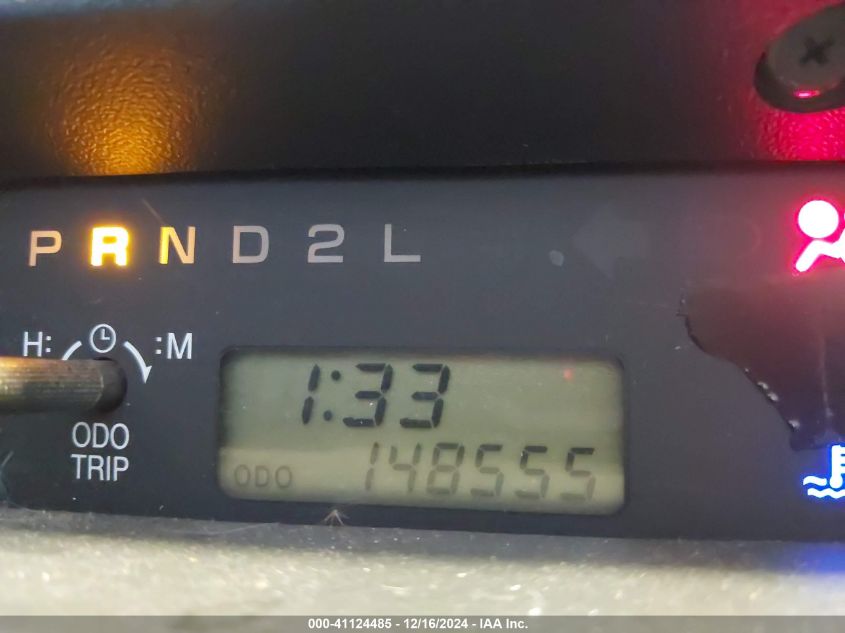 P R N D 2 L
H: :M
1:33
ODO
TRIP
ODO 148555
000-41124485 - 12/16/2024 - IAA Inc.